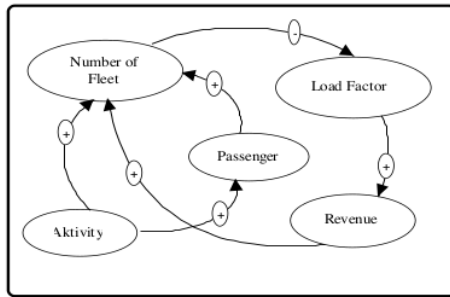 Number of
Fleet
-
Load Factor
+
+
Passenger
+
+
+
Aktivity
Revenue